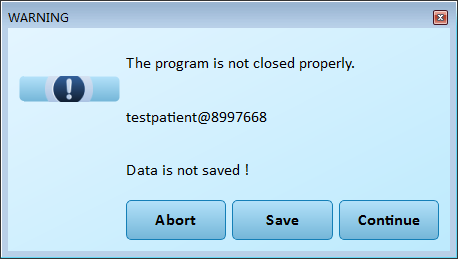 WARNING
The program is not closed properly.
testpatient@8997668
Data is not saved !
Abort Save Continue